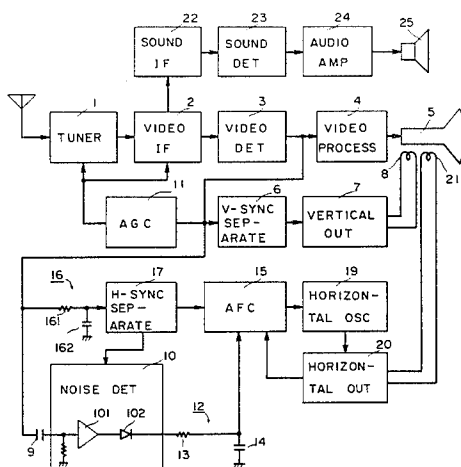 22
23
24
25
SOUND
IF
SOUND
DET
AUDIO
AMP
1
2
3
4
5
TUNER
VIDEO
IF
VIDEO
DET
VIDEO
PROCESS
8
21
11
6
7
AGC
V-SYNC
SEP-
ARATE
VERTICAL
OUT
16
17
15
19
161
162
H-SYNC
SEP-
ARATE
AFC
HORIZON-
TAL OSC
20
HORIZON-
TAL OUT
10
NOISE DET
101
102
12
9
13
14